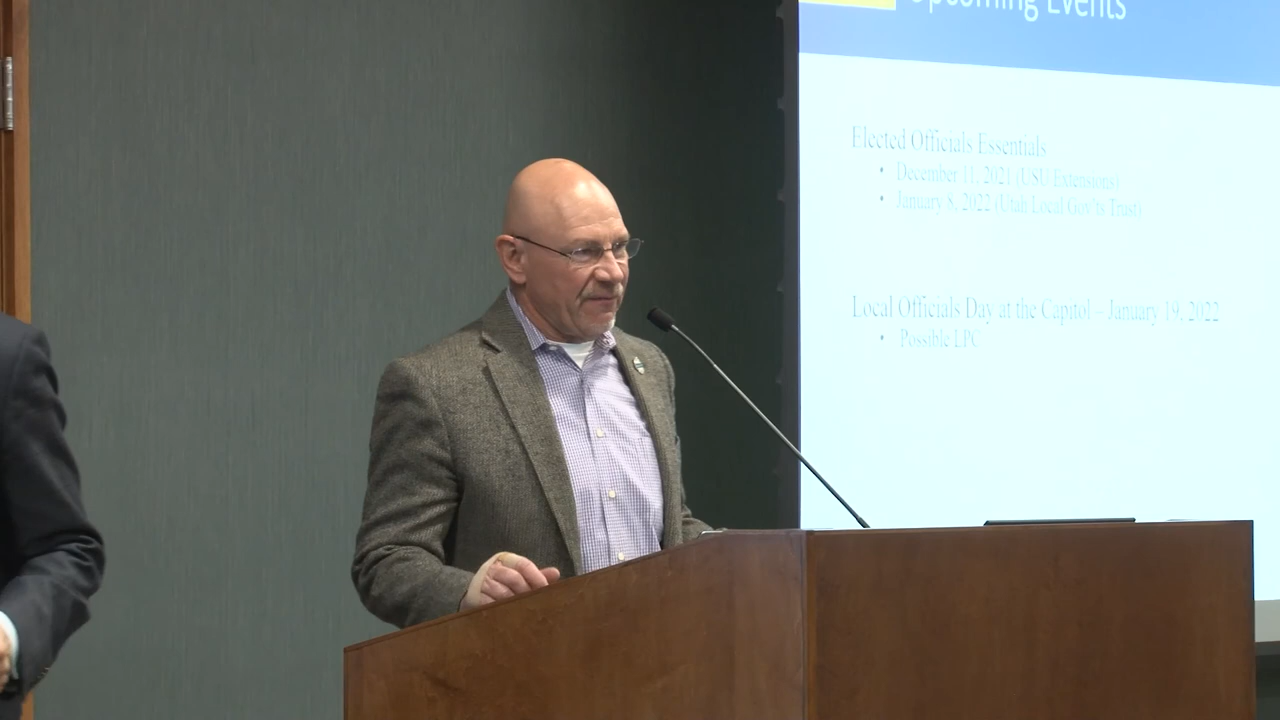 Upcoming Events
Elected Officials Essentials
• December 11, 2021 (USU Extensions)
• January 8, 2022 (Utah Local Gov'ts Trust)
Local Officials Day at the Capitol – January 19, 2022
• Possible LPC